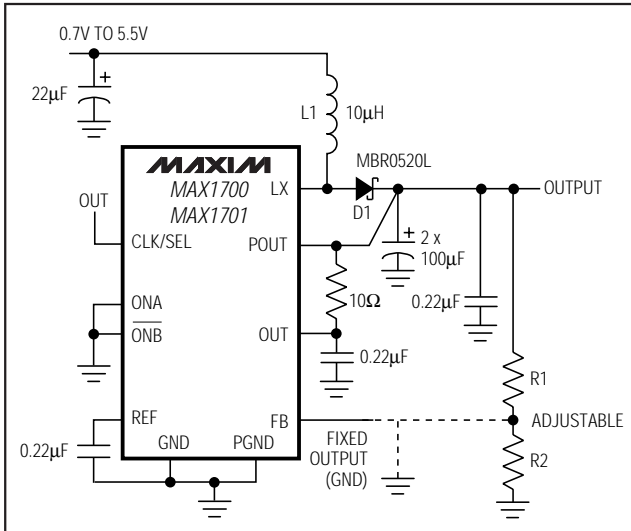 0.7V TO 5.5V
22µF
L1
10µH
MBR0520L
D1
MAXIM
MAX1700
MAX1701
LX
OUTPUT
OUT
CLK/SEL
POUT
2 x
100µF
10Ω
0.22µF
ONA
ONB
OUT
0.22µF
R1
REF
FB
FIXED
OUTPUT
(GND)
ADJUSTABLE
0.22µF
GND
PGND
R2